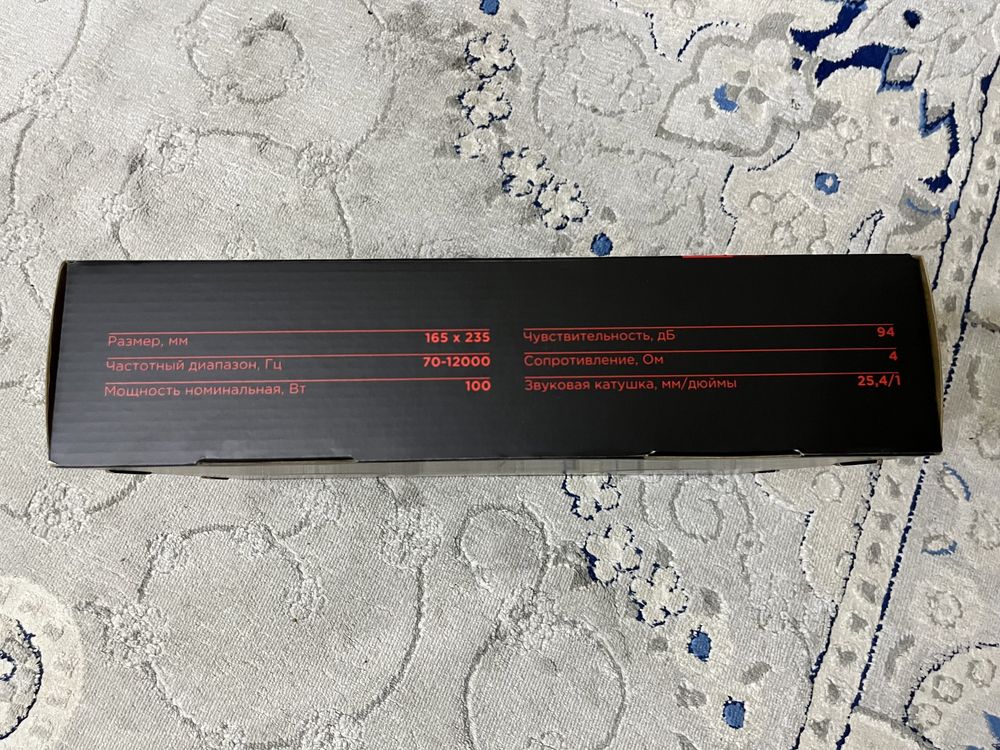 Размер, мм 165 x 235
Частотный диапазон, Гц 70-12000
Мощность номинальная, Вт 100
Чувствительность, дБ 94
Сопротивление, Ом 4
Звуковая катушка, мм/дюймы 25,4/1